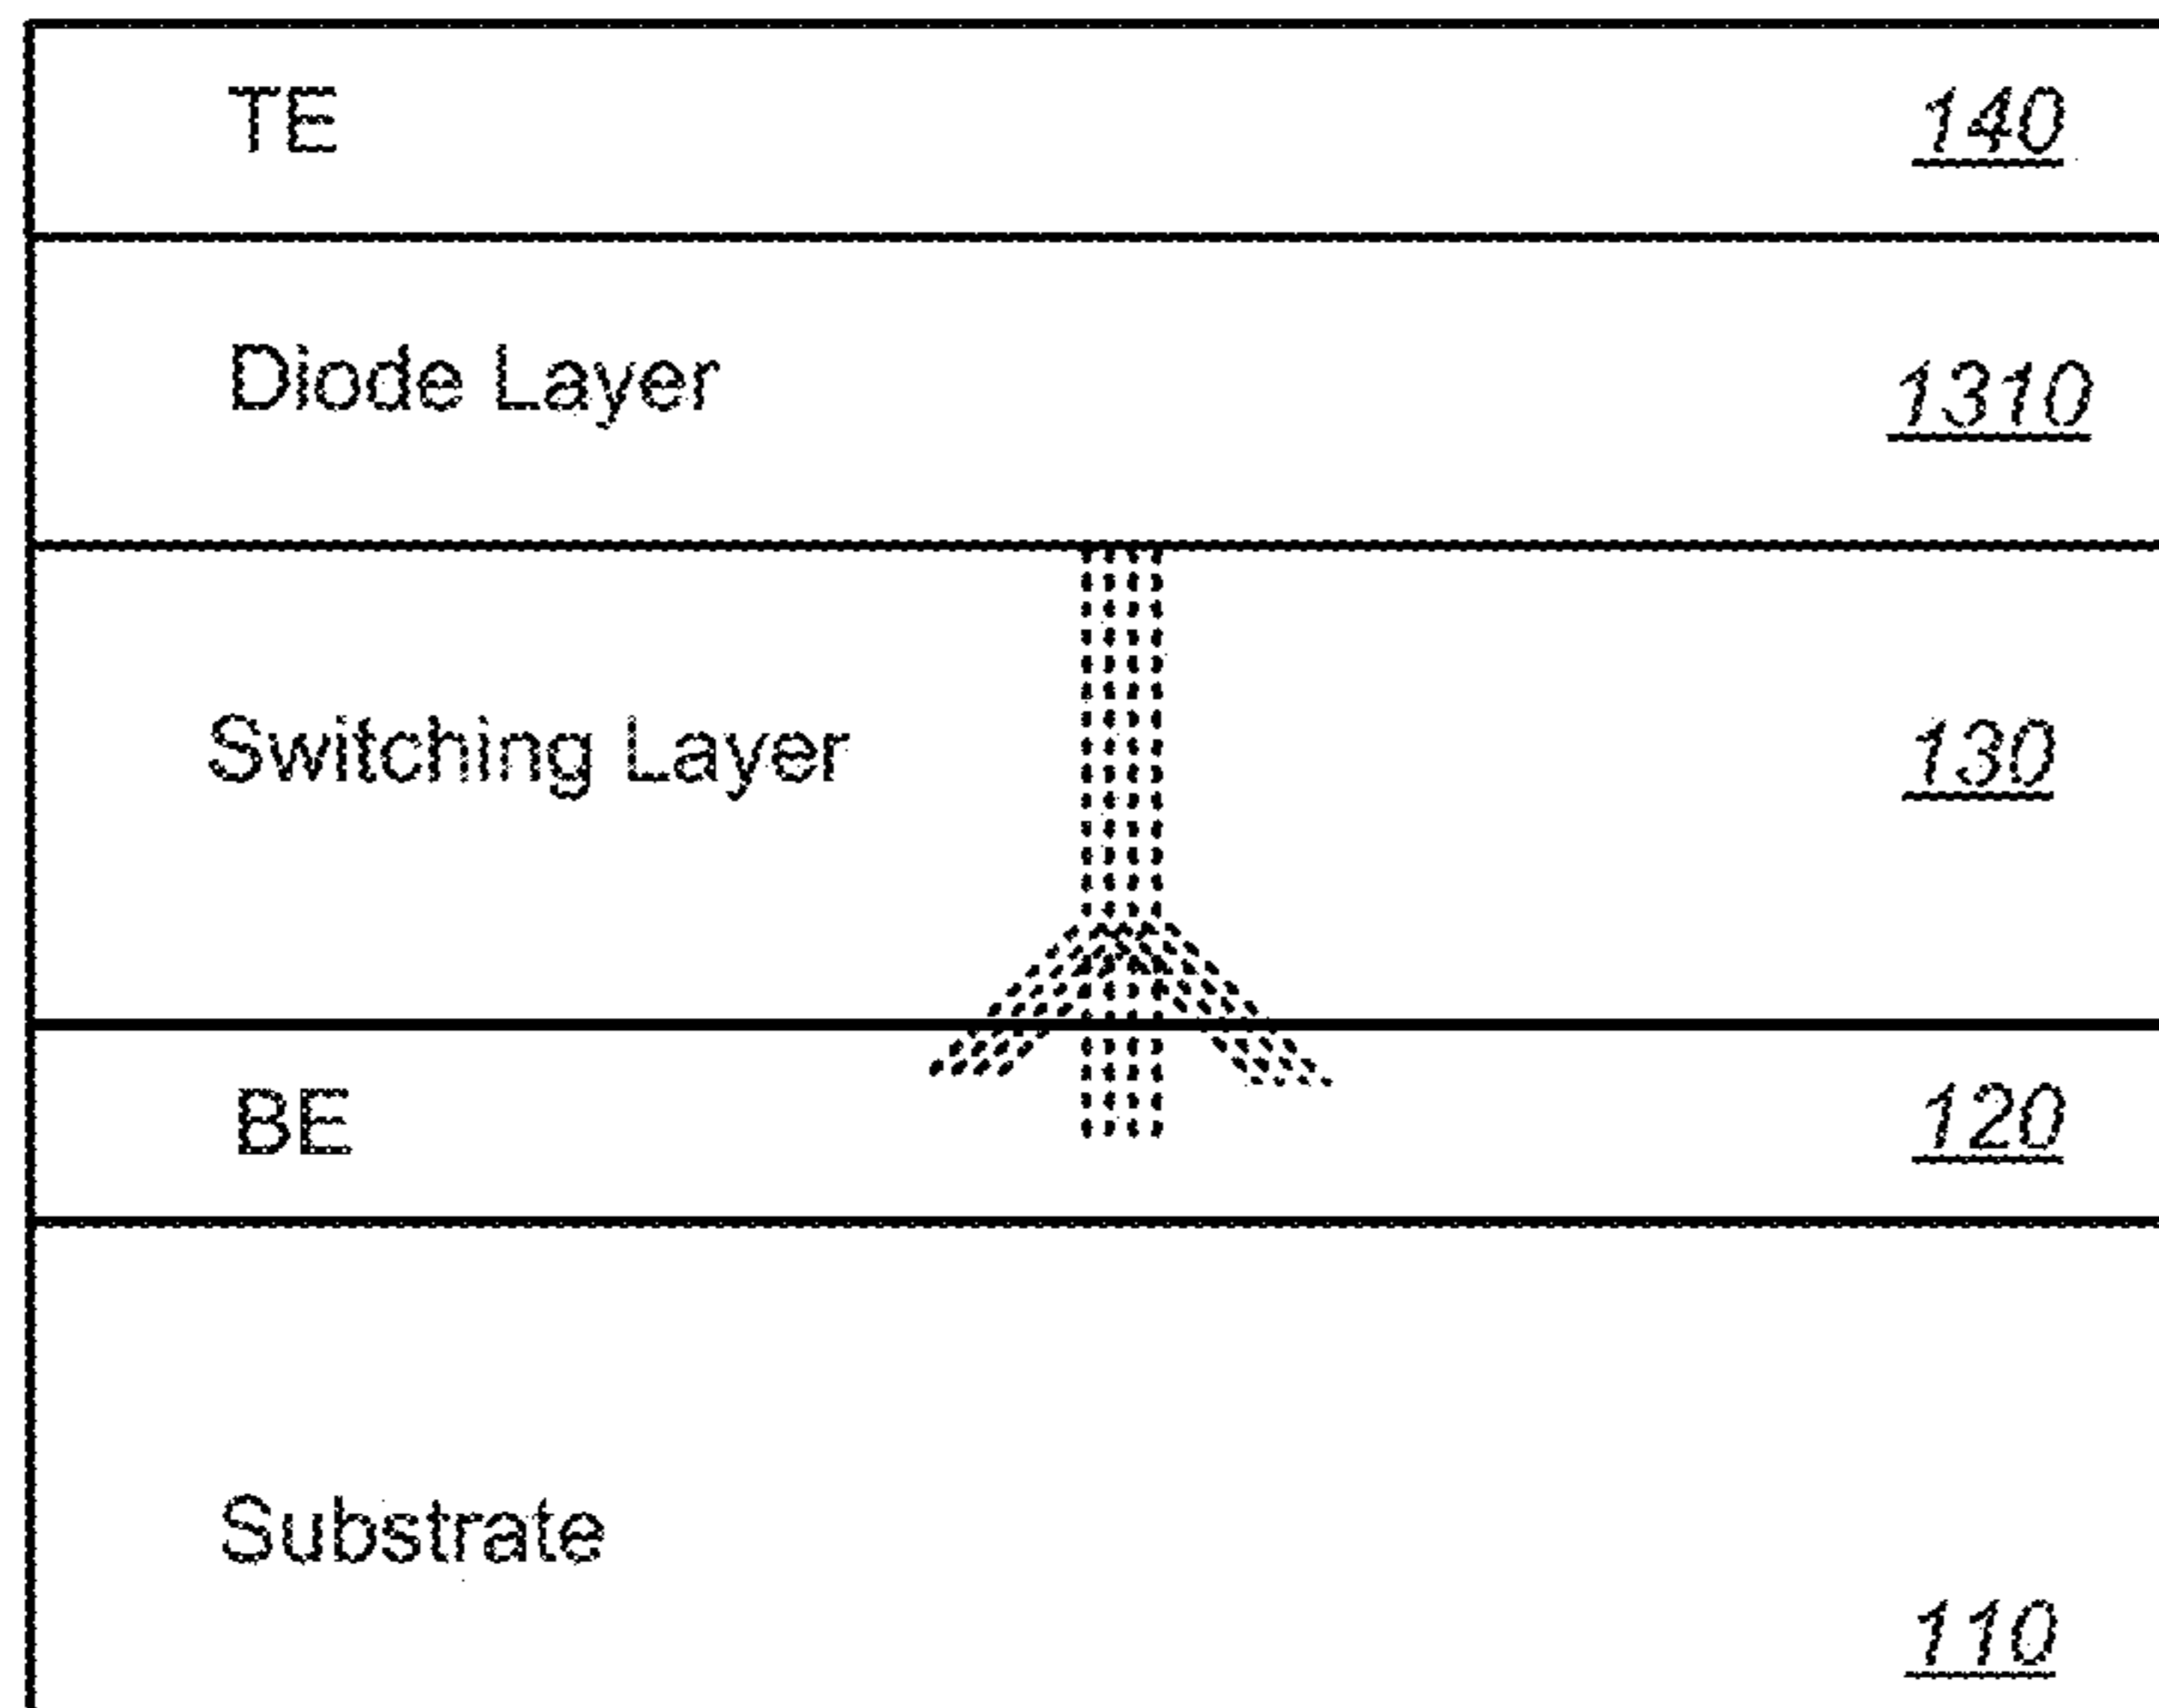 TE 140
Diode Layer 1310
Switching Layer 130
BE 120
Substrate
110